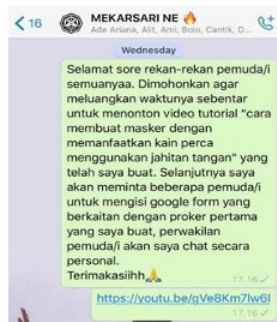 16
MEKARSARI NE
Ade Ariana, Alit, Ami, Bolo, Cantik, D...
Wednesday
Selamat sore rekan-rekan pemuda/i
semuanyaa. Dimohonkan agar
meluangkan waktunya sebentar
untuk menonton video tutorial "cara
membuat masker dengan
memanfaatkan kain perca
menggunakan jahitan tangan" yang
telah saya buat. Selanjutnya saya
akan meminta beberapa pemuda/i
untuk mengisi google form yang
berkaitan dengan proker pertama
yang saya buat, perwakilan
pemuda/i akan saya chat secara
personal.
Terimakasiihh🙏
17.16
https://youtu.be/gVe8Km7lw6I
17.16